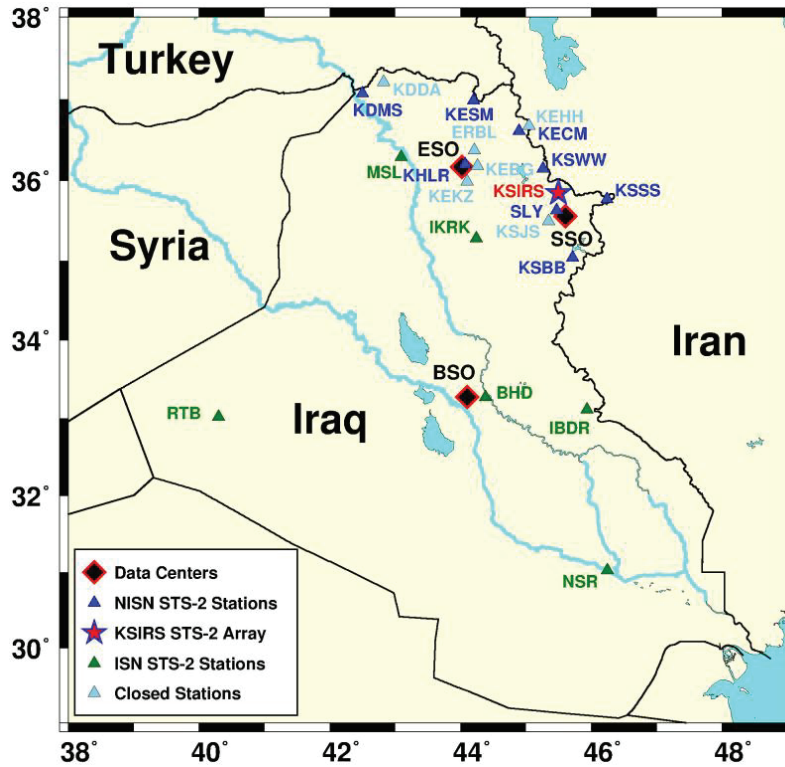 38˚
Turkey
KDDA
KDMS
KESM
KEHH
ERBL
KECM
ESO
KSWW
36˚
MSL
KHLR
KEBG
KSIRS
KSSS
KEKZ
SLY
IKRK
KSJS
SSO
Syria
KSBB
34˚
Iran
BSO
BHD
RTB
Iraq
IBDR
32˚
Data Centers
NISN STS-2 Stations
NSR
KSIRS STS-2 Array
30˚
ISN STS-2 Stations
Closed Stations
38˚ 40˚ 42˚ 44˚ 46˚ 48˚